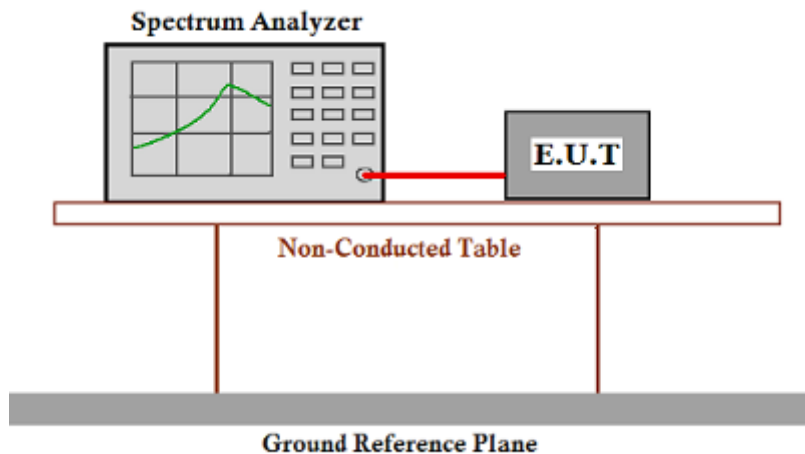 Spectrum Analyzer
E.U.T
Non-Conducted Table
Ground Reference Plane